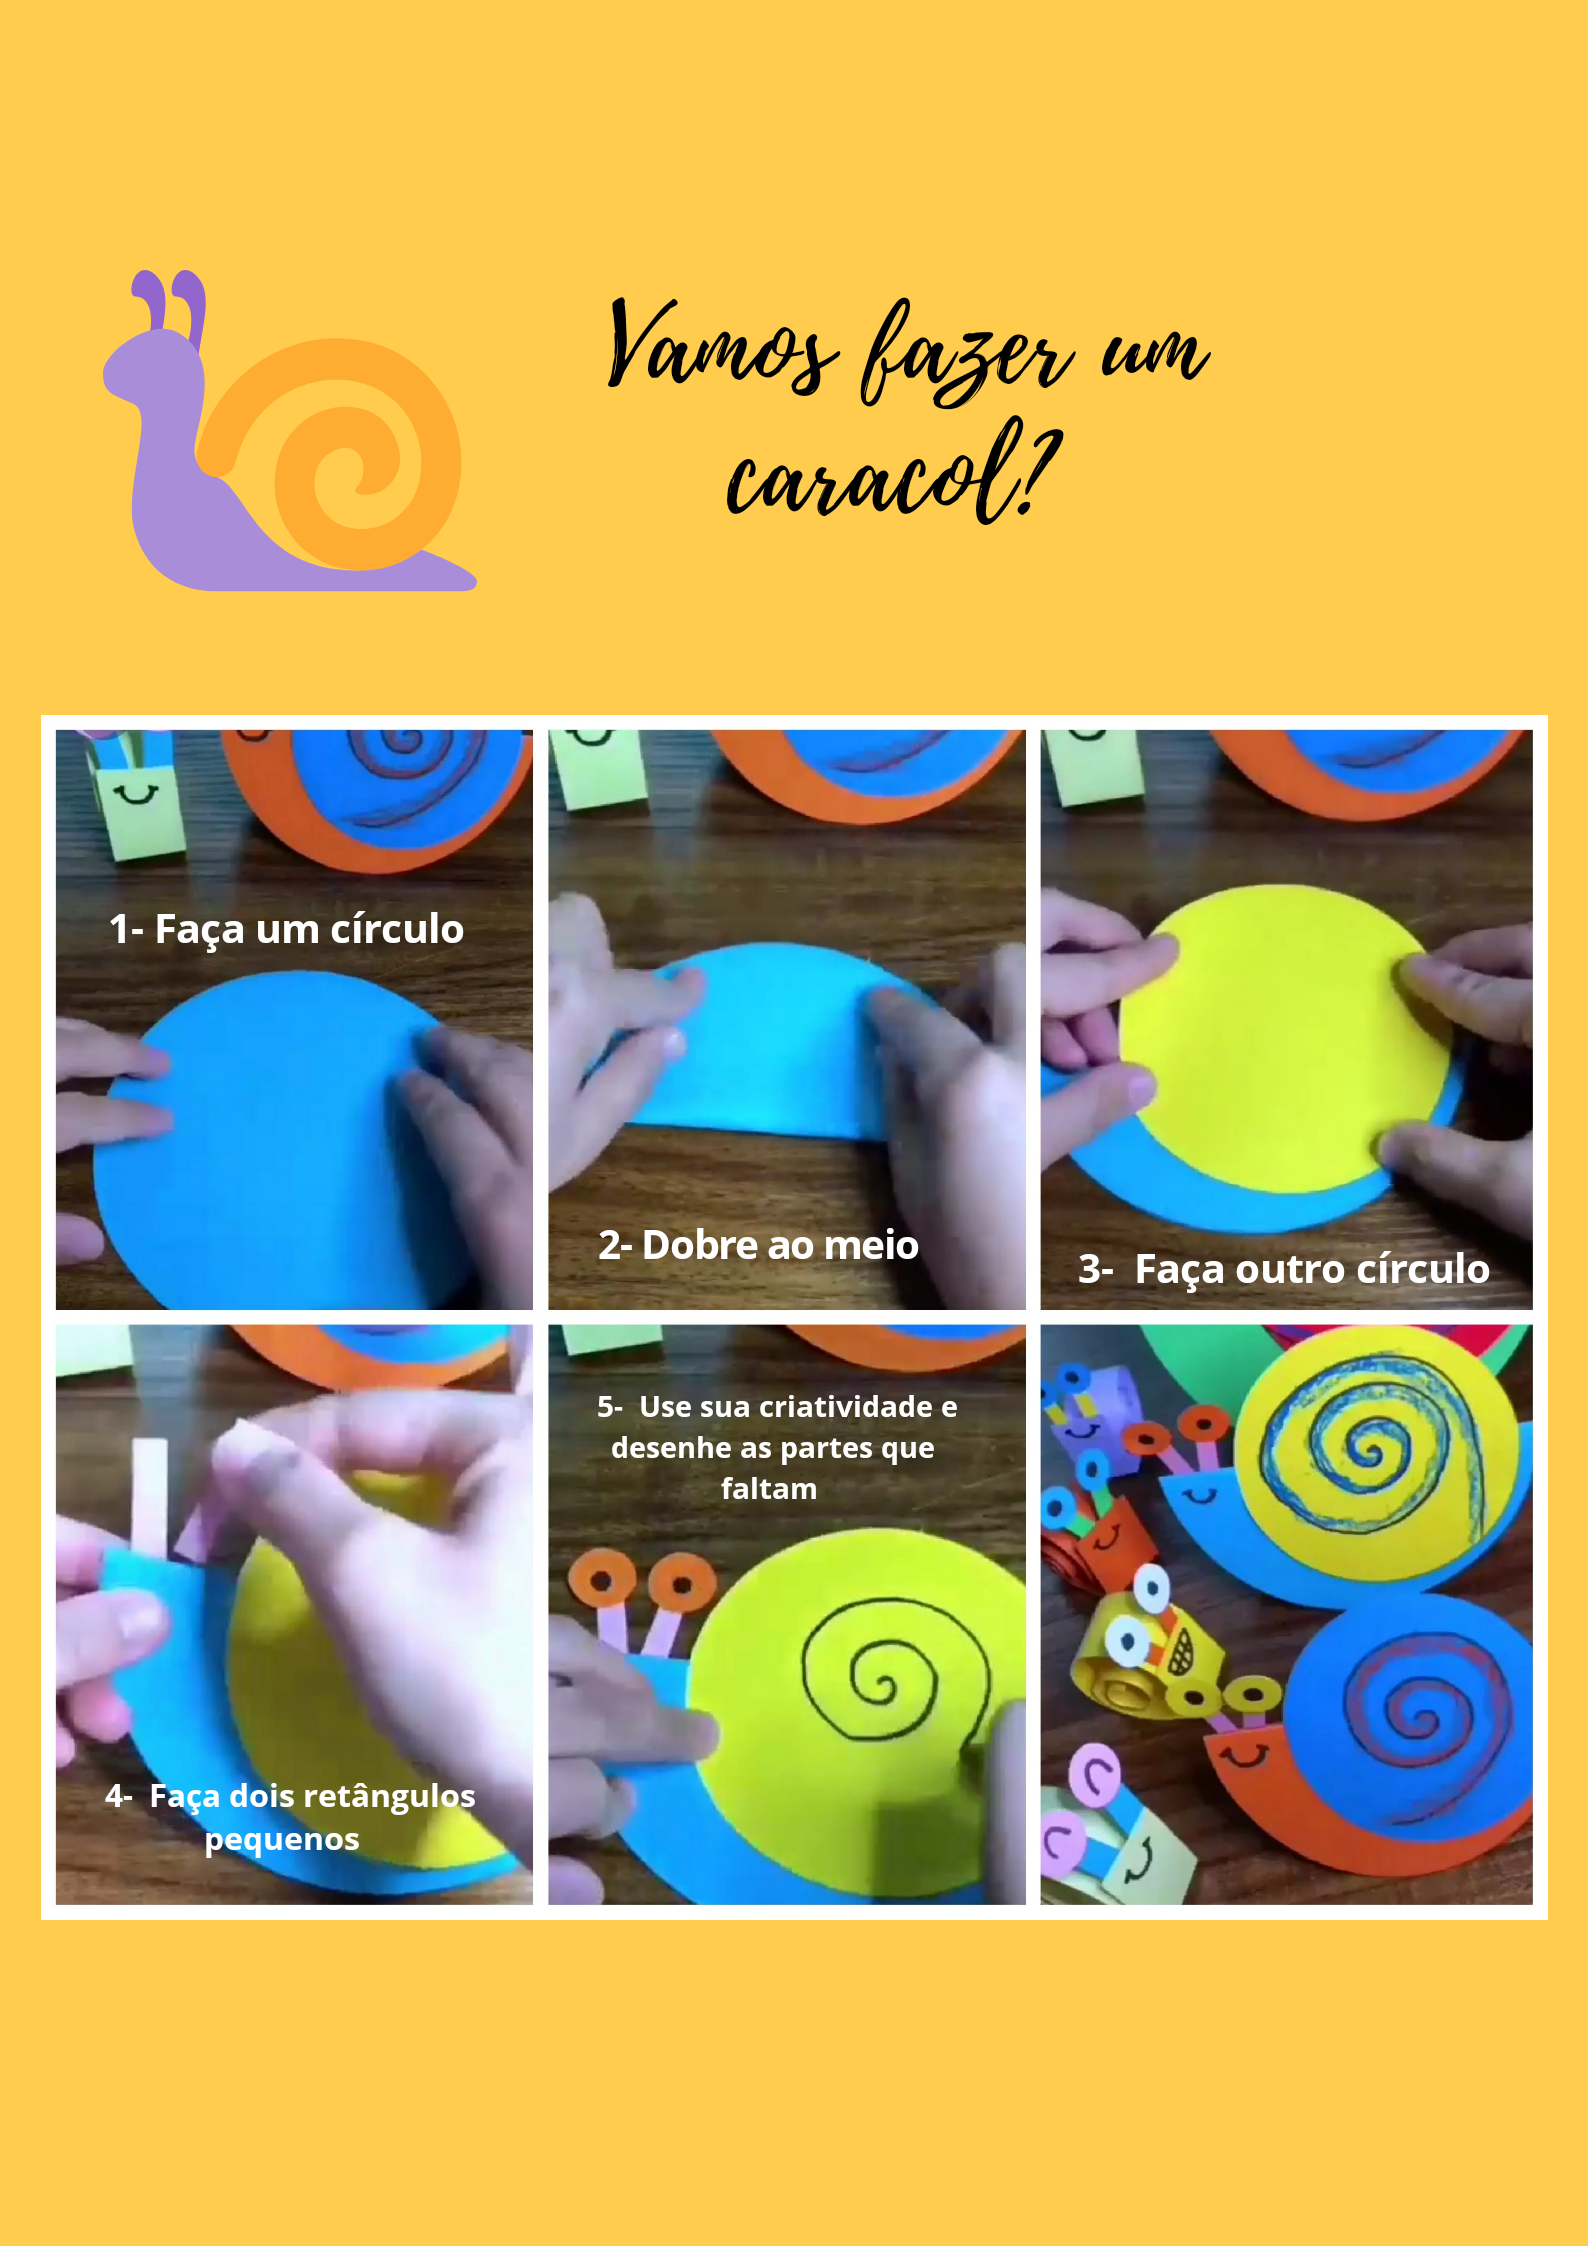 Vamos fazer um
caracol?
1- Faça um círculo
2- Dobre ao meio
3- Faça outro círculo
4- Faça dois retângulos
pequenos
5- Use sua criatividade e
desenhe as partes que
faltam